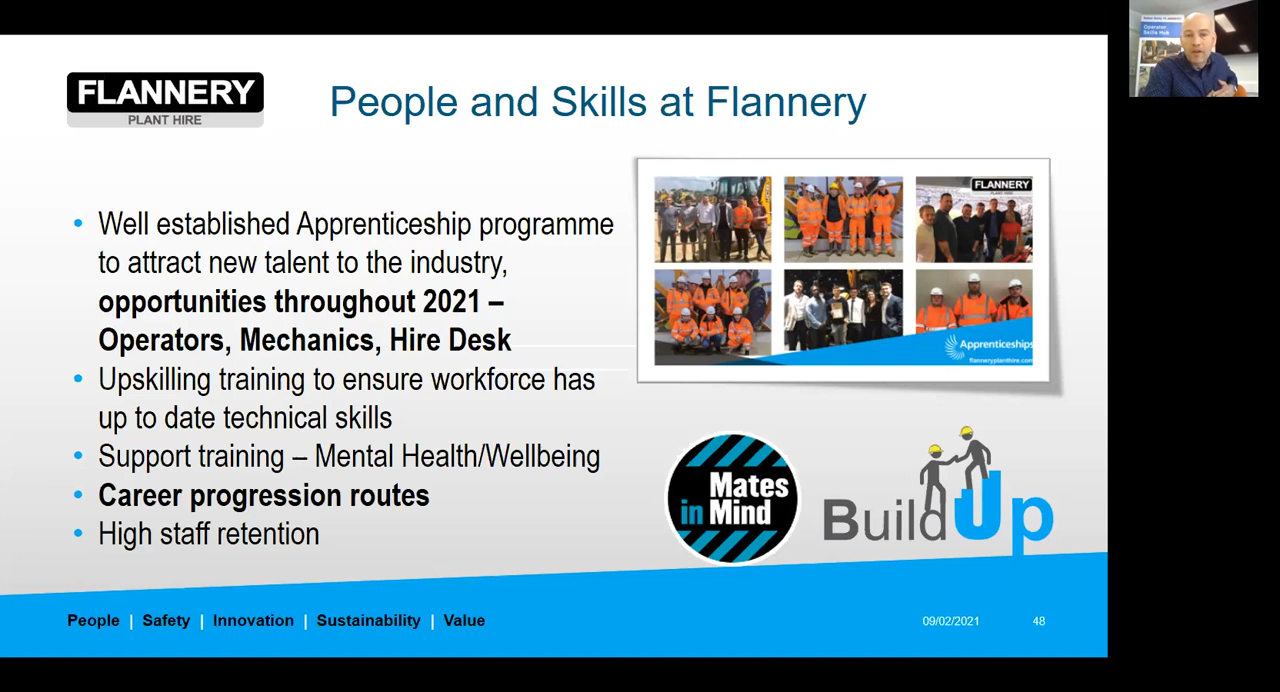 FLANNERY
PLANT HIRE
People and Skills at Flannery
Well established Apprenticeship programme
to attract new talent to the industry,
opportunities throughout 2021 –
Operators, Mechanics, Hire Desk
Upskilling training to ensure workforce has
up to date technical skills
Support training – Mental Health/Wellbeing
Career progression routes
High staff retention
FLANNERY
Apprenticeships
flanneryplanthire.com
Mates
in Mind
BuildUp
People | Safety | Innovation | Sustainability | Value
09/02/2021
48
Operator
Skills Hub